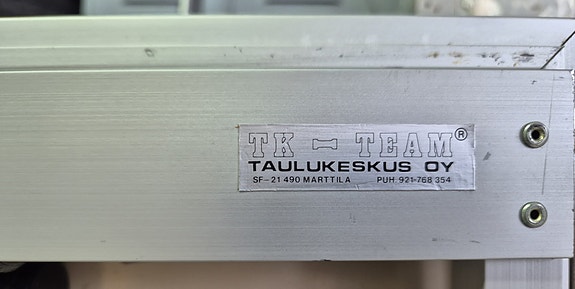 TK - TEAM®
TAULUKESKUS OY
SF-21 490 MARTTILA PUH. 921-768 354